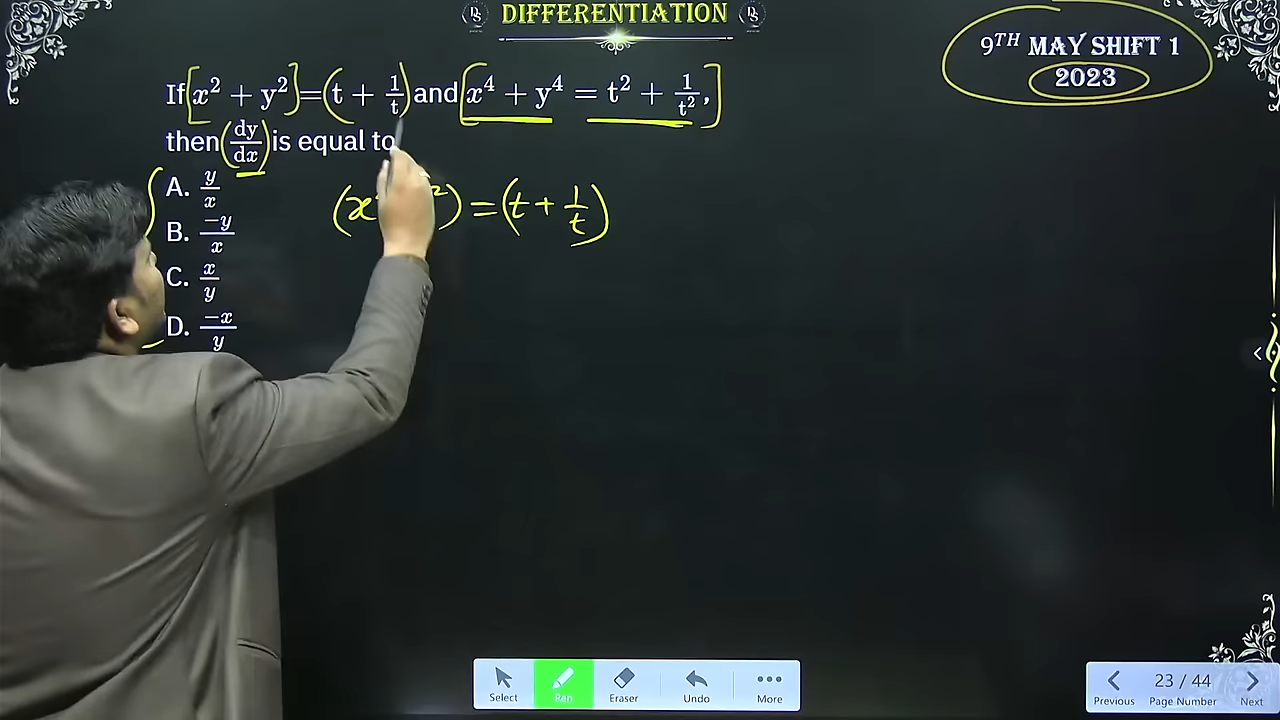 DIFFERENTIATION
9TH MAY SHIFT 1
2023
If x² + y² = (t + 1/t) and x⁴ + y⁴ = t² + 1/t²,
then dy/dx is equal to
A. y/x
B. -y/x
C. x/y
D. -x/y
= (t + 1/t)
Select
Pen
Eraser
Undo
More
23 / 44
Previous
Page Number
Next